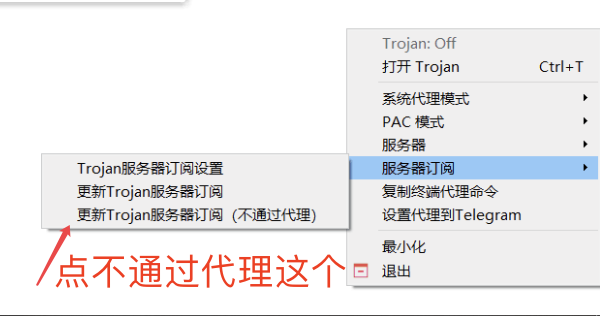 Trojan: Off
打开 Trojan Ctrl+T
系统代理模式
PAC 模式
服务器
服务器订阅
复制终端代理命令
设置代理到Telegram
最小化
退出
Trojan服务器订阅设置
更新Trojan服务器订阅
更新Trojan服务器订阅（不通过代理）
点不通过代理这个